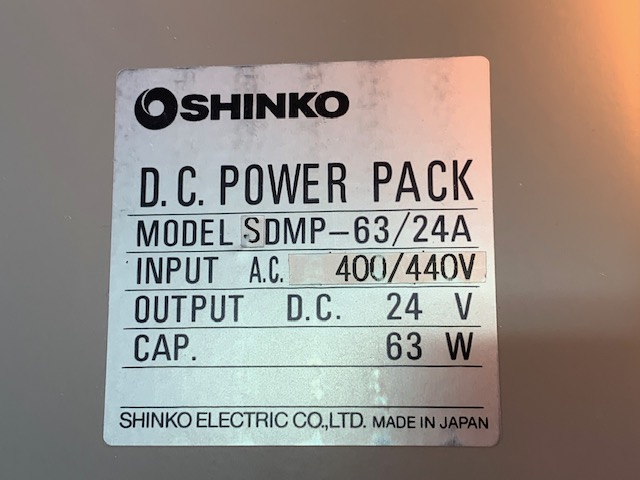 SHINKO
D.C. POWER PACK
MODEL SDMP-63/24A
INPUT A.C. 400/440V
OUTPUT D.C. 24 V
CAP. 63 W
SHINKO ELECTRIC CO.,LTD. MADE IN JAPAN